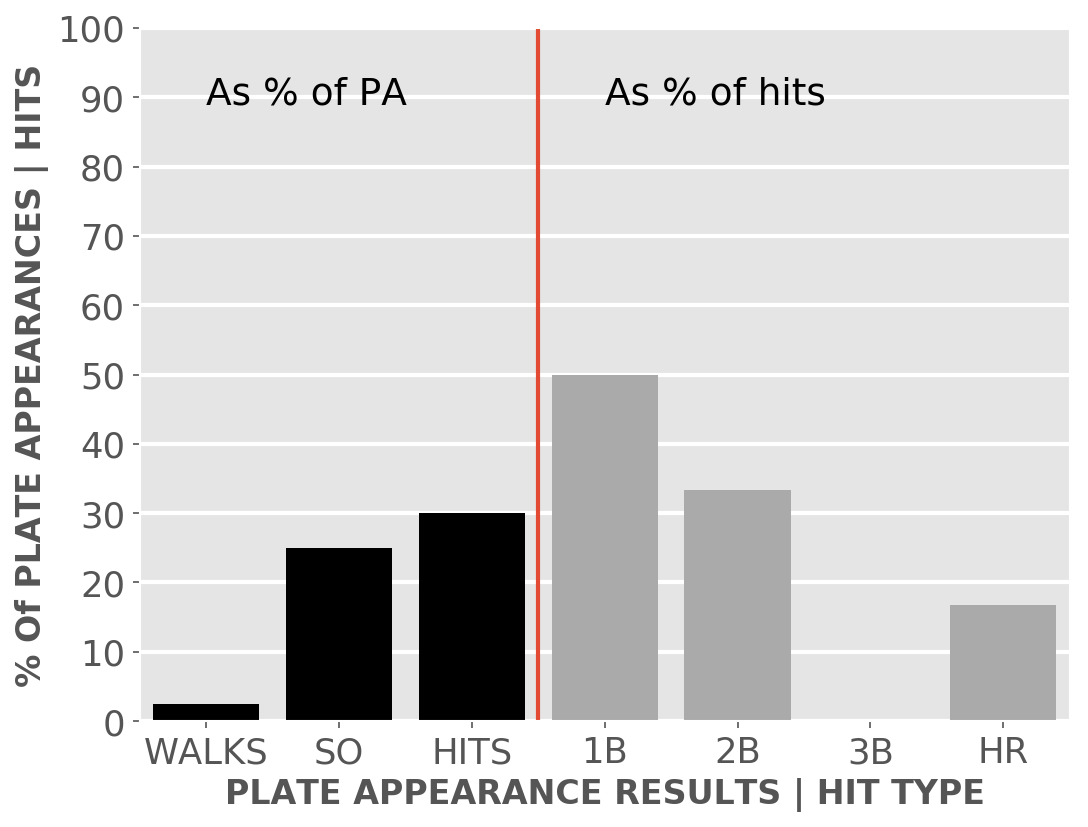 % Of PLATE APPEARANCES | HITS
100
90
80
70
60
50
40
30
20
10
0
As % of PA
As % of hits
WALKS SO HITS 1B 2B 3B HR
PLATE APPEARANCE RESULTS | HIT TYPE